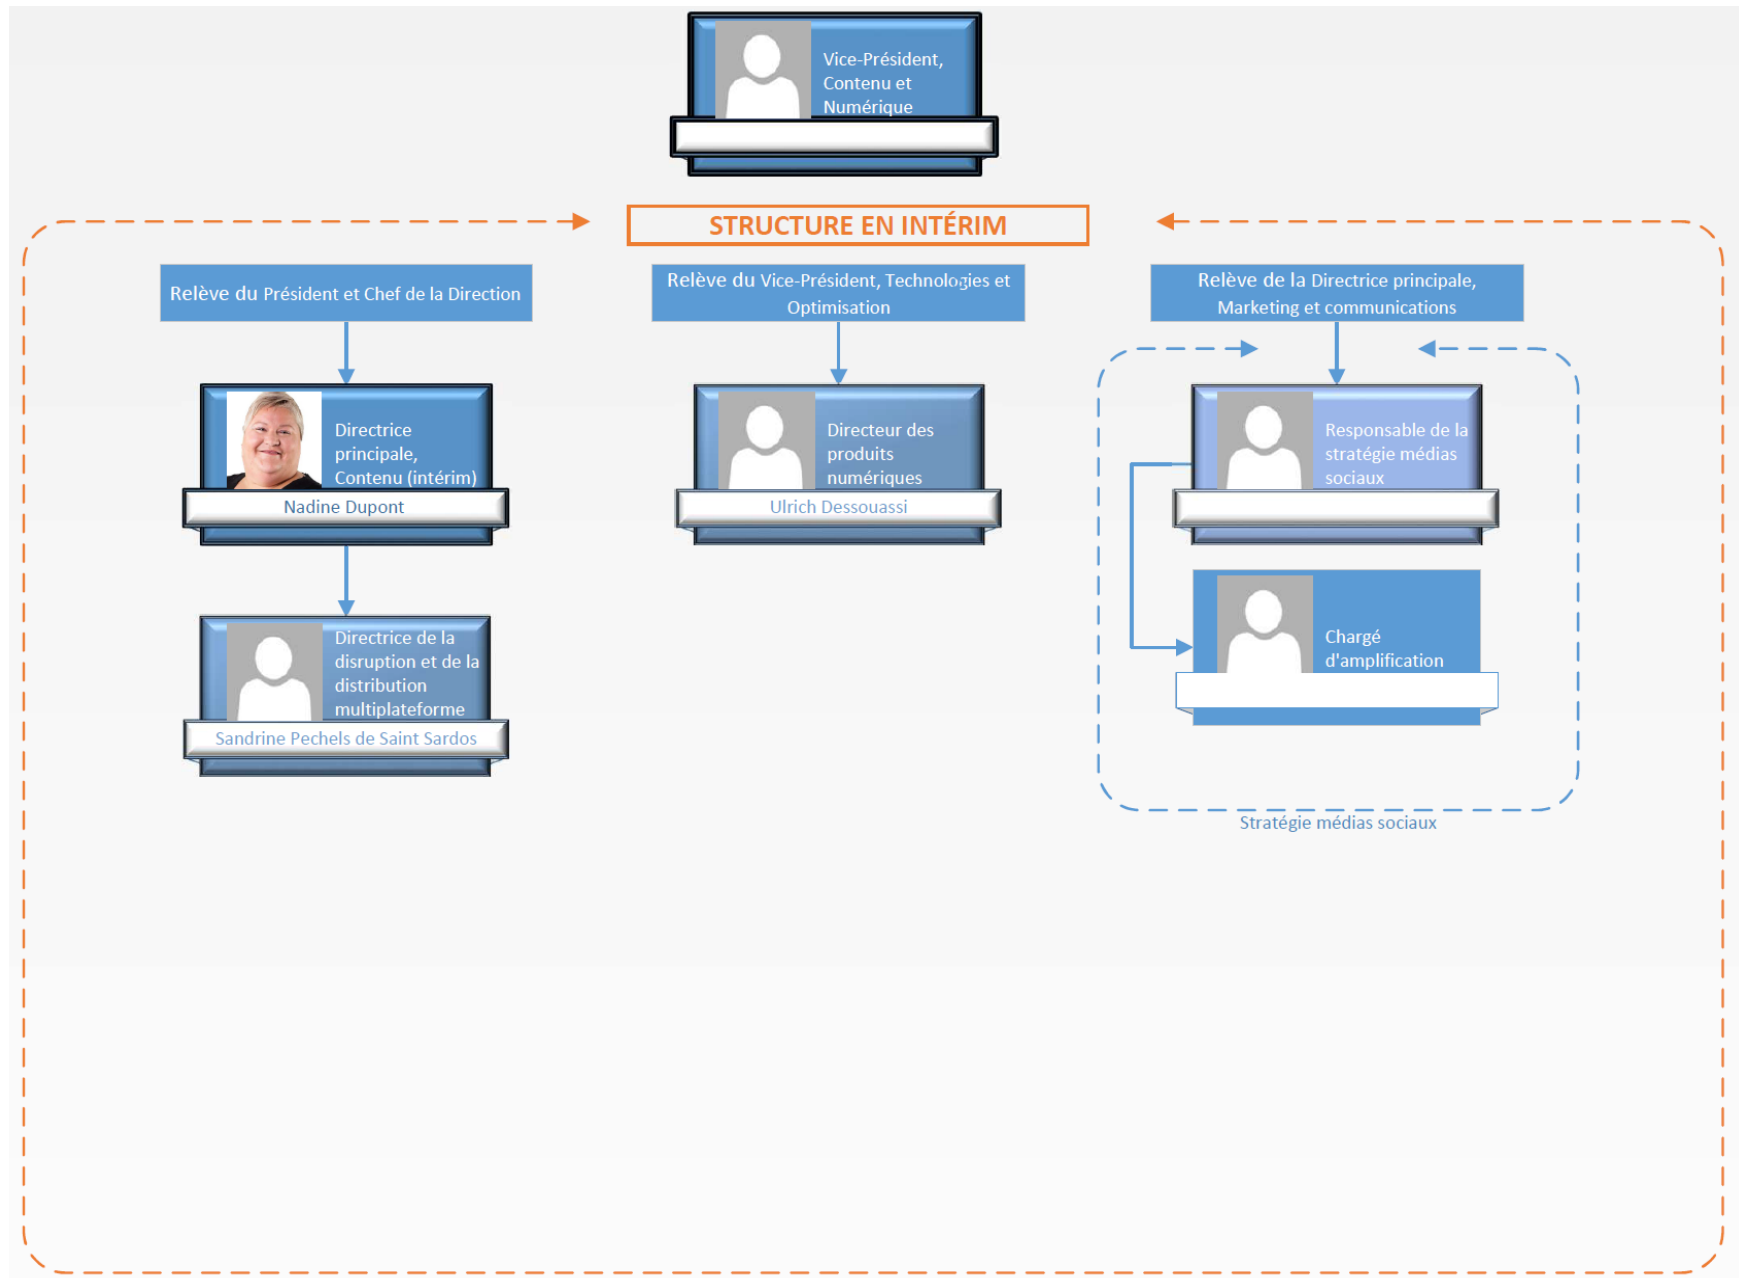 Vice-Président,
Contenu et
Numérique
STRUCTURE EN INTÉRIM
Relève du Président et Chef de la Direction
Relève du Vice-Président, Technologies et
Optimisation
Relève de la Directrice principale,
Marketing et communications
Directrice
principale,
Contenu (intérim)
Nadine Dupont
Directeur des
produits
numériques
Ulrich Dessouassi
Responsable de la
stratégie médias
sociaux
Directrice de la
disruption et de la
distribution
multiplateforme
Sandrine Pechels de Saint Sardos
Chargé
d'amplification
Stratégie médias sociaux